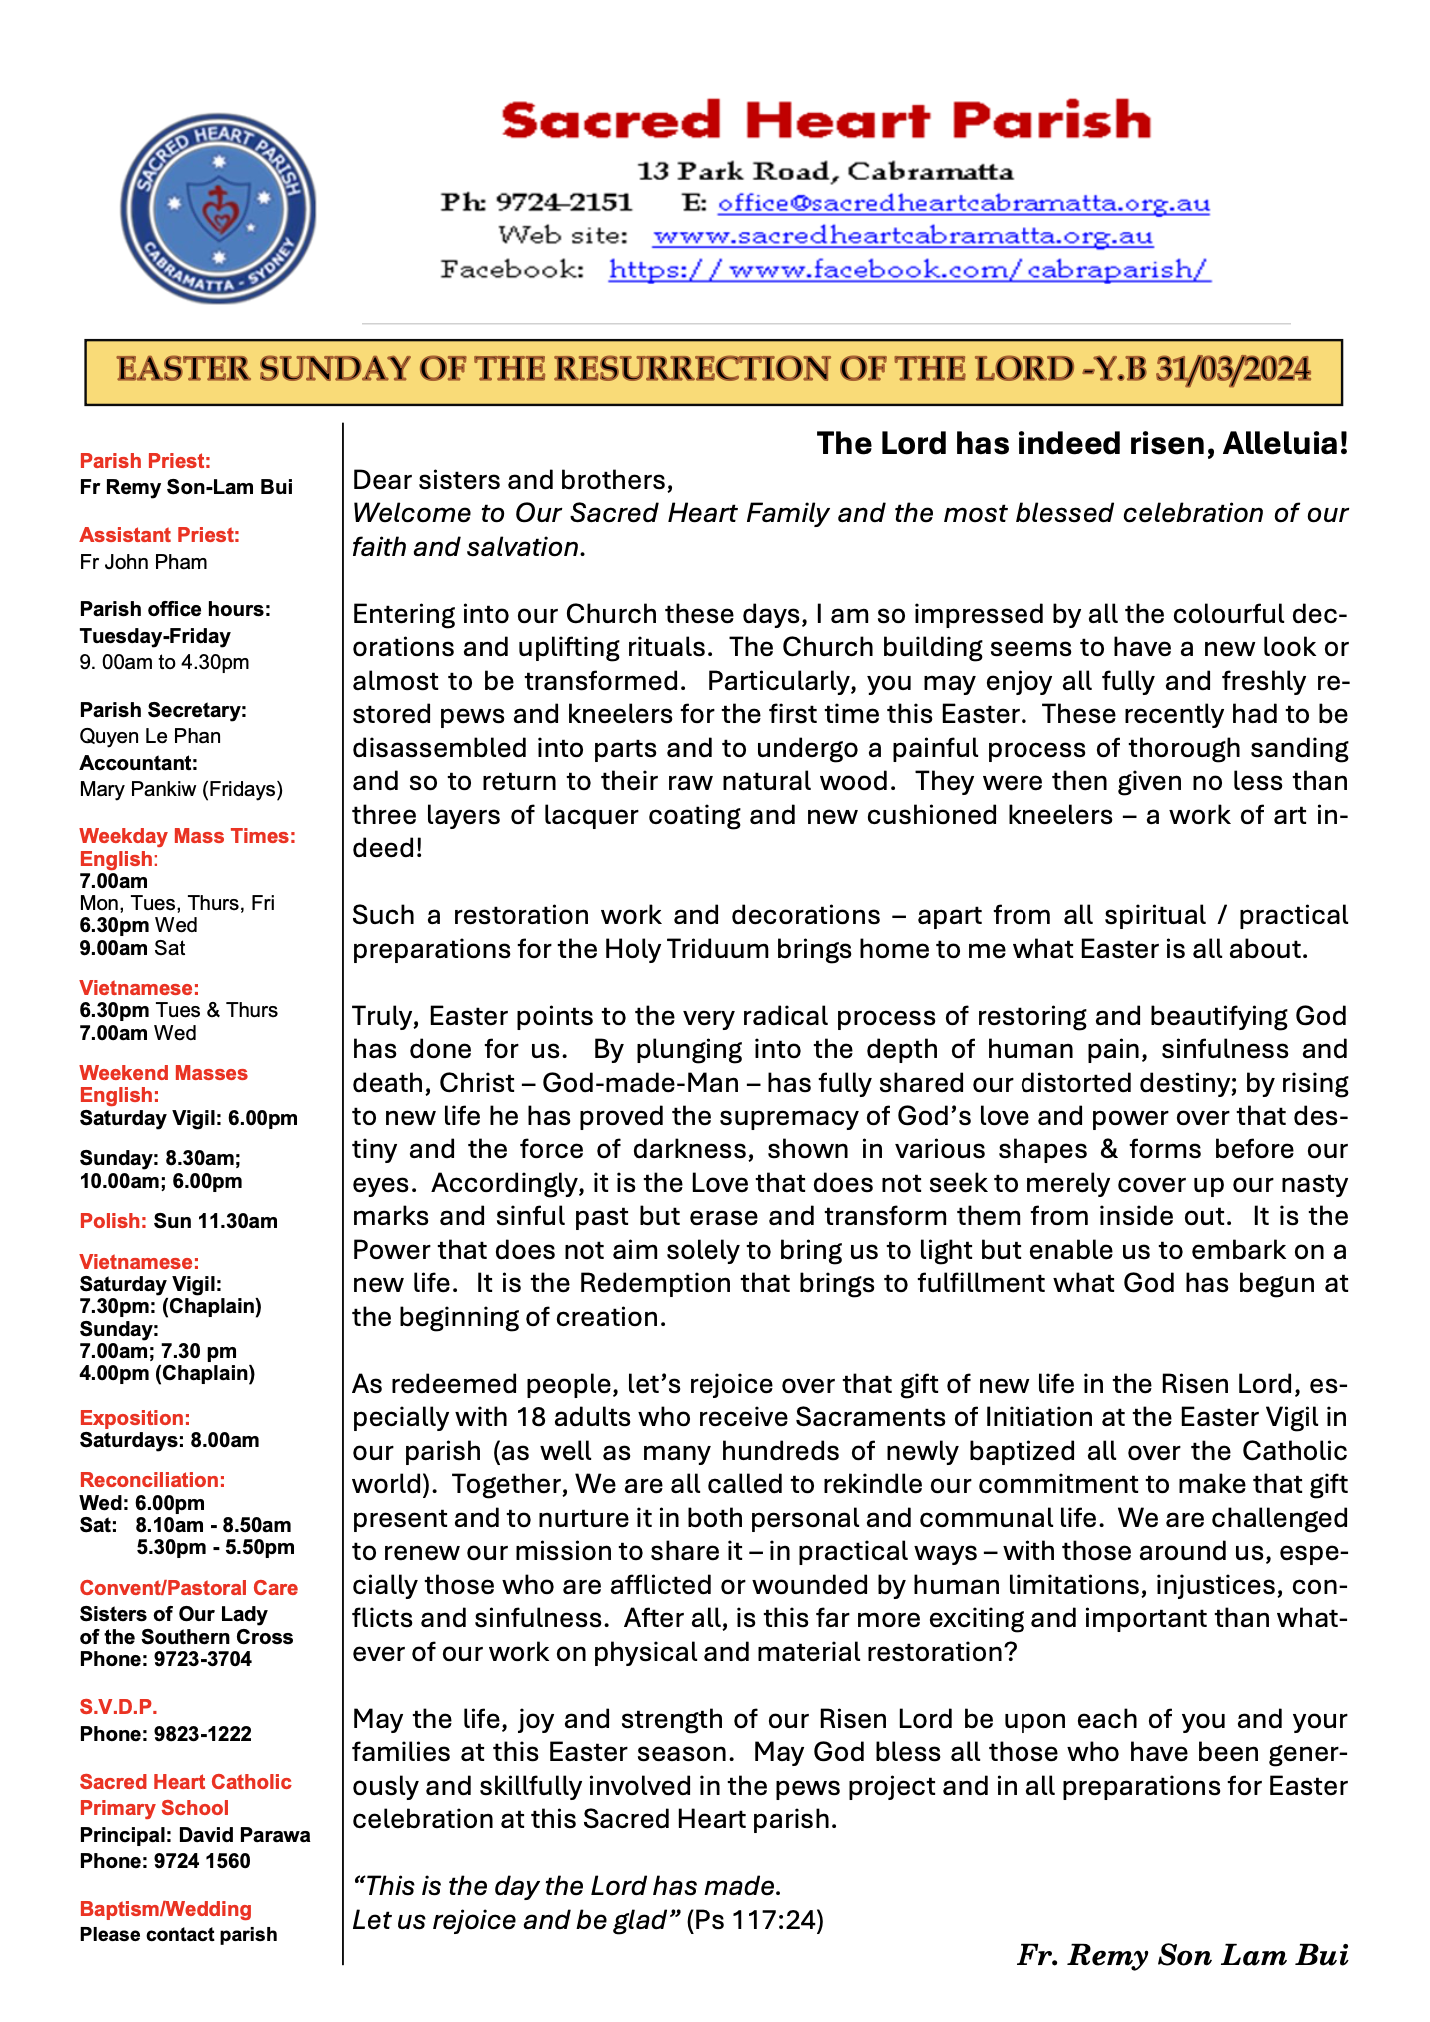 SACRED HEART PARISH
CABRAMATTA - SYDNEY
Sacred Heart Parish
13 Park Road, Cabramatta
Ph: 9724-2151 E: office@sacredheartcabramatta.org.au
Web site: www.sacredheartcabramatta.org.au
Facebook: https://www.facebook.com/cabraparish/
EASTER SUNDAY OF THE RESURRECTION OF THE LORD -Y.B 31/03/2024
Parish Priest:
Fr Remy Son-Lam Bui
Assistant Priest:
Fr John Pham
Parish office hours:
Tuesday-Friday
9. 00am to 4.30pm
Parish Secretary:
Quyen Le Phan
Accountant:
Mary Pankiw (Fridays)
Weekday Mass Times:
English:
7.00am
Mon, Tues, Thurs, Fri
6.30pm Wed
9.00am Sat
Vietnamese:
6.30pm Tues & Thurs
7.00am Wed
Weekend Masses
English:
Saturday Vigil: 6.00pm
Sunday: 8.30am;
10.00am; 6.00pm
Polish: Sun 11.30am
Vietnamese:
Saturday Vigil:
7.30pm: (Chaplain)
Sunday:
7.00am; 7.30 pm
4.00pm (Chaplain)
Exposition:
Saturdays: 8.00am
Reconciliation:
Wed: 6.00pm
Sat: 8.10am - 8.50am
5.30pm - 5.50pm
Convent/Pastoral Care
Sisters of Our Lady
of the Southern Cross
Phone: 9723-3704
S.V.D.P.
Phone: 9823-1222
Sacred Heart Catholic
Primary School
Principal: David Parawa
Phone: 9724 1560
Baptism/Wedding
Please contact parish
The Lord has indeed risen, Alleluia!
Dear sisters and brothers,
Welcome to Our Sacred Heart Family and the most blessed celebration of our
faith and salvation.
Entering into our Church these days, I am so impressed by all the colourful dec-
orations and uplifting rituals. The Church building seems to have a new look or
almost to be transformed. Particularly, you may enjoy all fully and freshly re-
stored pews and kneelers for the first time this Easter. These recently had to be
disassembled into parts and to undergo a painful process of thorough sanding
and so to return to their raw natural wood. They were then given no less than
three layers of lacquer coating and new cushioned kneelers – a work of art in-
deed!
Such a restoration work and decorations – apart from all spiritual / practical
preparations for the Holy Triduum brings home to me what Easter is all about.
Truly, Easter points to the very radical process of restoring and beautifying God
has done for us. By plunging into the depth of human pain, sinfulness and
death, Christ – God-made-Man – has fully shared our distorted destiny; by rising
to new life he has proved the supremacy of God’s love and power over that des-
tiny and the force of darkness, shown in various shapes & forms before our
eyes. Accordingly, it is the Love that does not seek to merely cover up our nasty
marks and sinful past but erase and transform them from inside out. It is the
Power that does not aim solely to bring us to light but enable us to embark on a
new life. It is the Redemption that brings to fulfillment what God has begun at
the beginning of creation.
As redeemed people, let’s rejoice over that gift of new life in the Risen Lord, es-
pecially with 18 adults who receive Sacraments of Initiation at the Easter Vigil in
our parish (as well as many hundreds of newly baptized all over the Catholic
world). Together, We are all called to rekindle our commitment to make that gift
present and to nurture it in both personal and communal life. We are challenged
to renew our mission to share it – in practical ways – with those around us, espe-
cially those who are afflicted or wounded by human limitations, injustices, con-
flicts and sinfulness. After all, is this far more exciting and important than what-
ever of our work on physical and material restoration?
May the life, joy and strength of our Risen Lord be upon each of you and your
families at this Easter season. May God bless all those who have been gener-
ously and skillfully involved in the pews project and in all preparations for Easter
celebration at this Sacred Heart parish.
“This is the day the Lord has made.
Let us rejoice and be glad” (Ps 117:24)
Fr. Remy Son Lam Bui